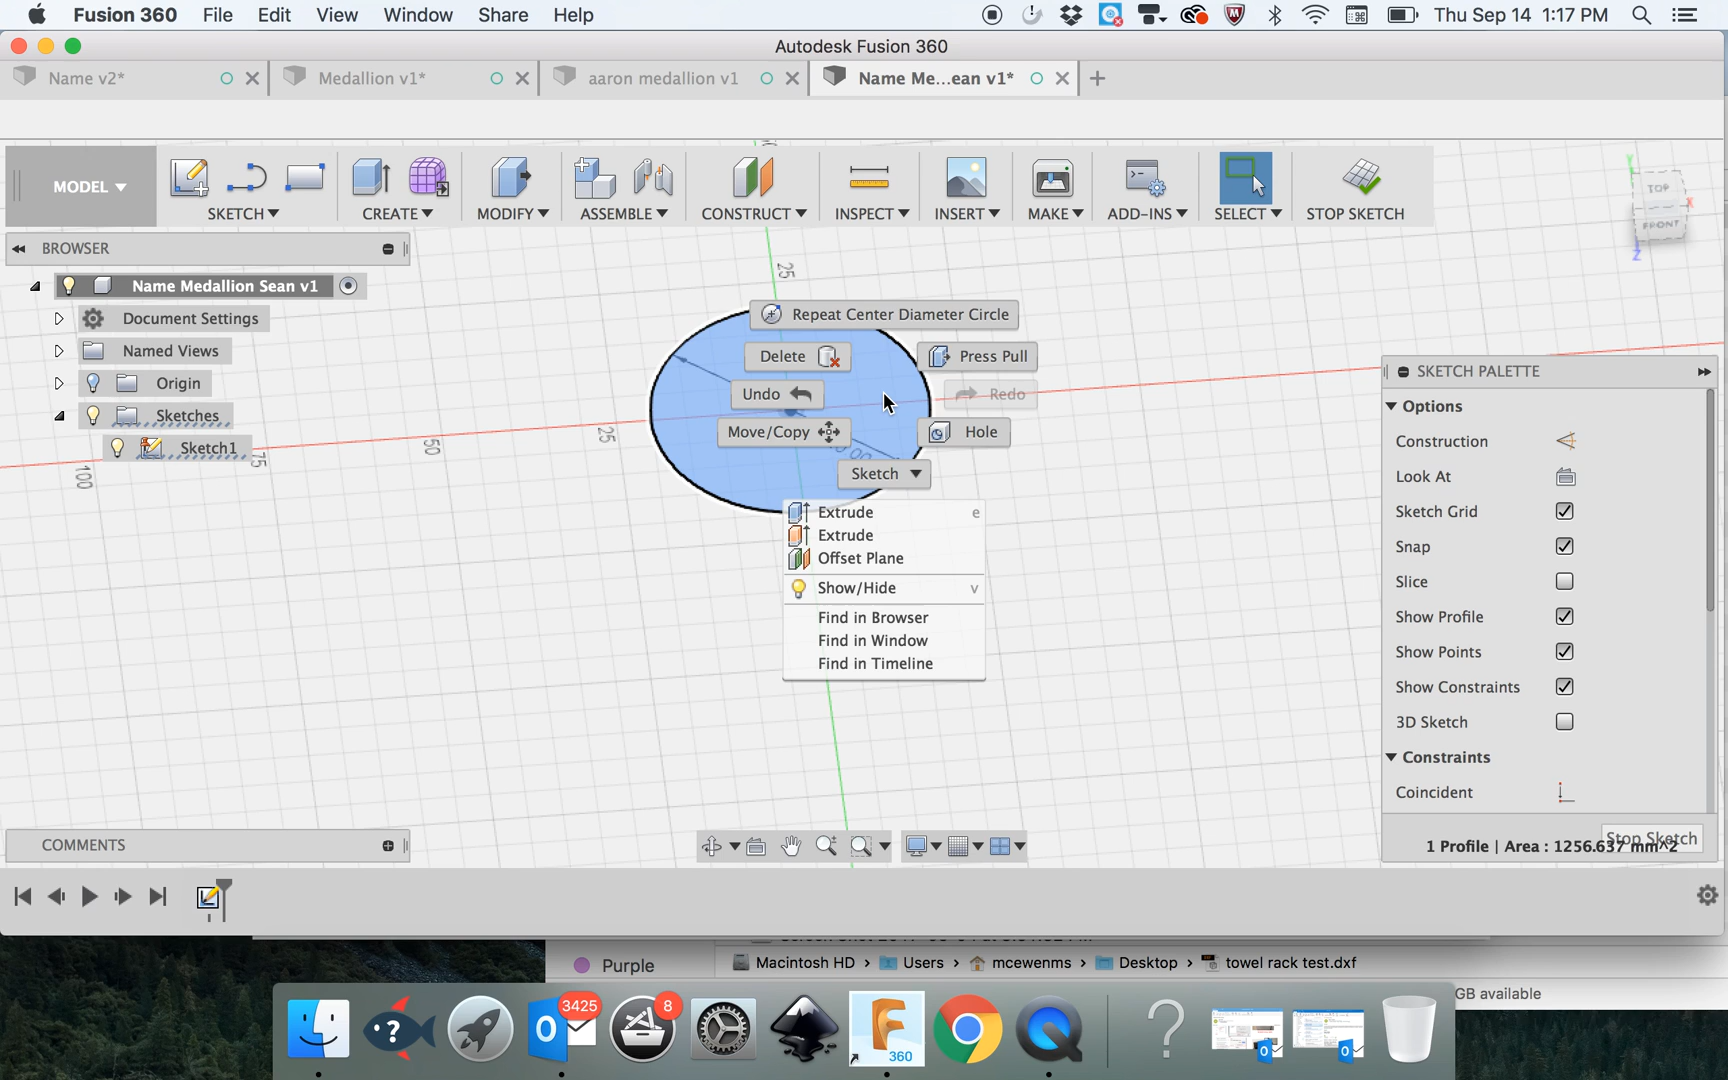 Fusion 360 File Edit View Window Share Help Thu Sep 14 1:17 PM
Autodesk Fusion 360
Name v2* Medallion v1* aaron medallion v1 Name Me...ean v1*
MODEL SKETCH CREATE MODIFY ASSEMBLE CONSTRUCT INSPECT INSERT MAKE ADD-INS SELECT STOP SKETCH
TOP
FRONT
X
Y
Z
BROWSER
Name Medallion Sean v1
Document Settings
Named Views
Origin
Sketches
Sketch1
100
75
50
25
25
Repeat Center Diameter Circle
Delete Press Pull
Undo Redo
Move/Copy Hole
Sketch
Extrude e
Extrude
Offset Plane
Show/Hide v
Find in Browser
Find in Window
Find in Timeline
SKETCH PALETTE
Options
Construction
Look At
Sketch Grid
Snap
Slice
Show Profile
Show Points
Show Constraints
3D Sketch
Constraints
Coincident
Stop Sketch
1 Profile | Area : 1256.637 mm^2
COMMENTS
Purple
Macintosh HD › Users › mcewenms › Desktop › towel rack test.dxf
GB available
3425
8
360